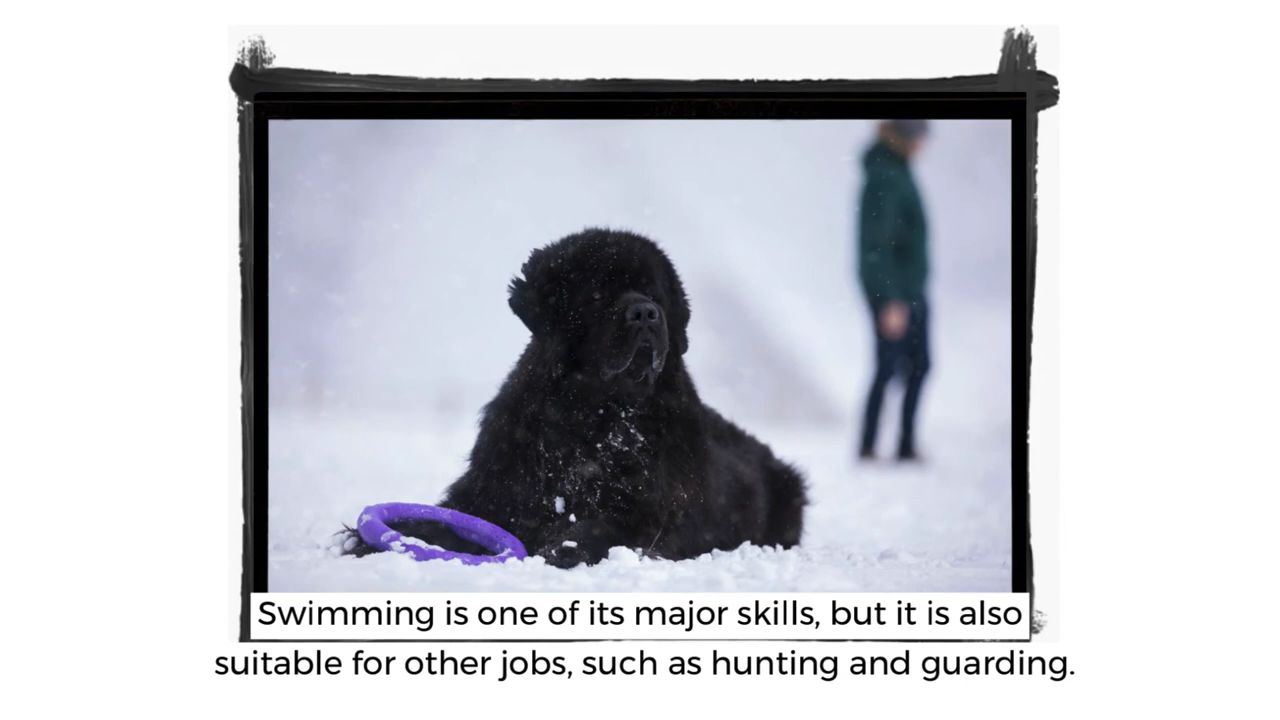 Swimming is one of its major skills, but it is also
suitable for other jobs, such as hunting and guarding.